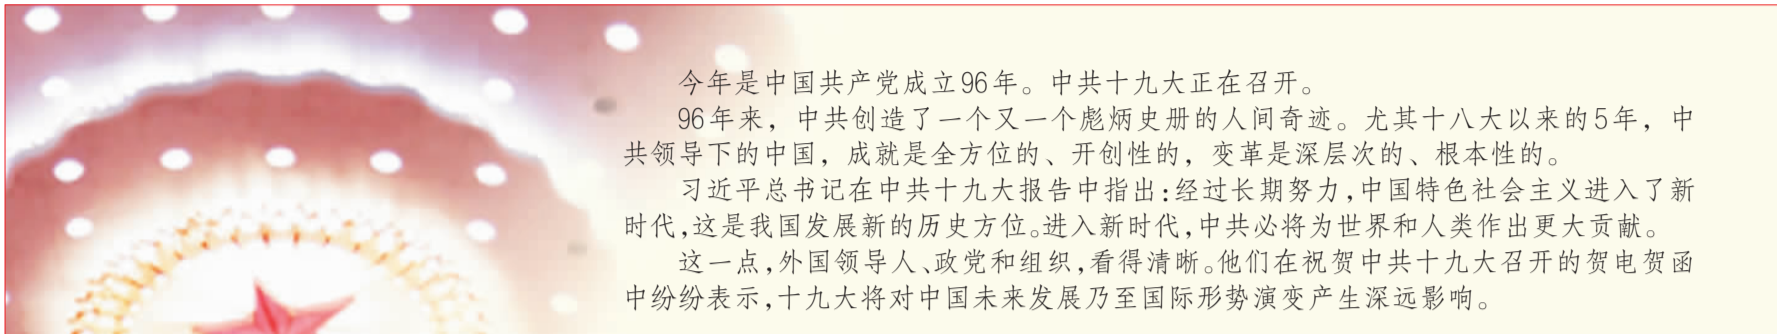 今年是中国共产党成立96年。中共十九大正在召开。
96年来，中共创造了一个又一个彪炳史册的人间奇迹。尤其十八大以来的5年，中
共领导下的中国，成就是全方位的、开创性的，变革是深层次的、根本性的。
习近平总书记在中共十九大报告中指出:经过长期努力,中国特色社会主义进入了新
时代,这是我国发展新的历史方位。进入新时代,中共必将为世界和人类作出更大贡献。
这一点,外国领导人、政党和组织,看得清晰。他们在祝贺中共十九大召开的贺电贺函
中纷纷表示,十九大将对中国未来发展乃至国际形势演变产生深远影响。